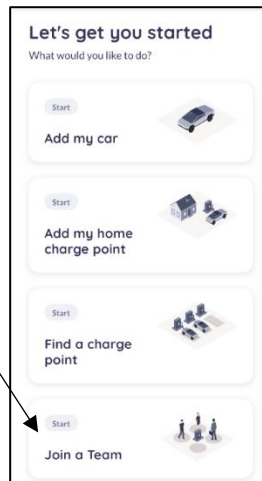 Let's get you started
What would you like to do?
Start
Add my car
Start
Add my home
charge point
Start
Find a charge
point
Start
Join a Team